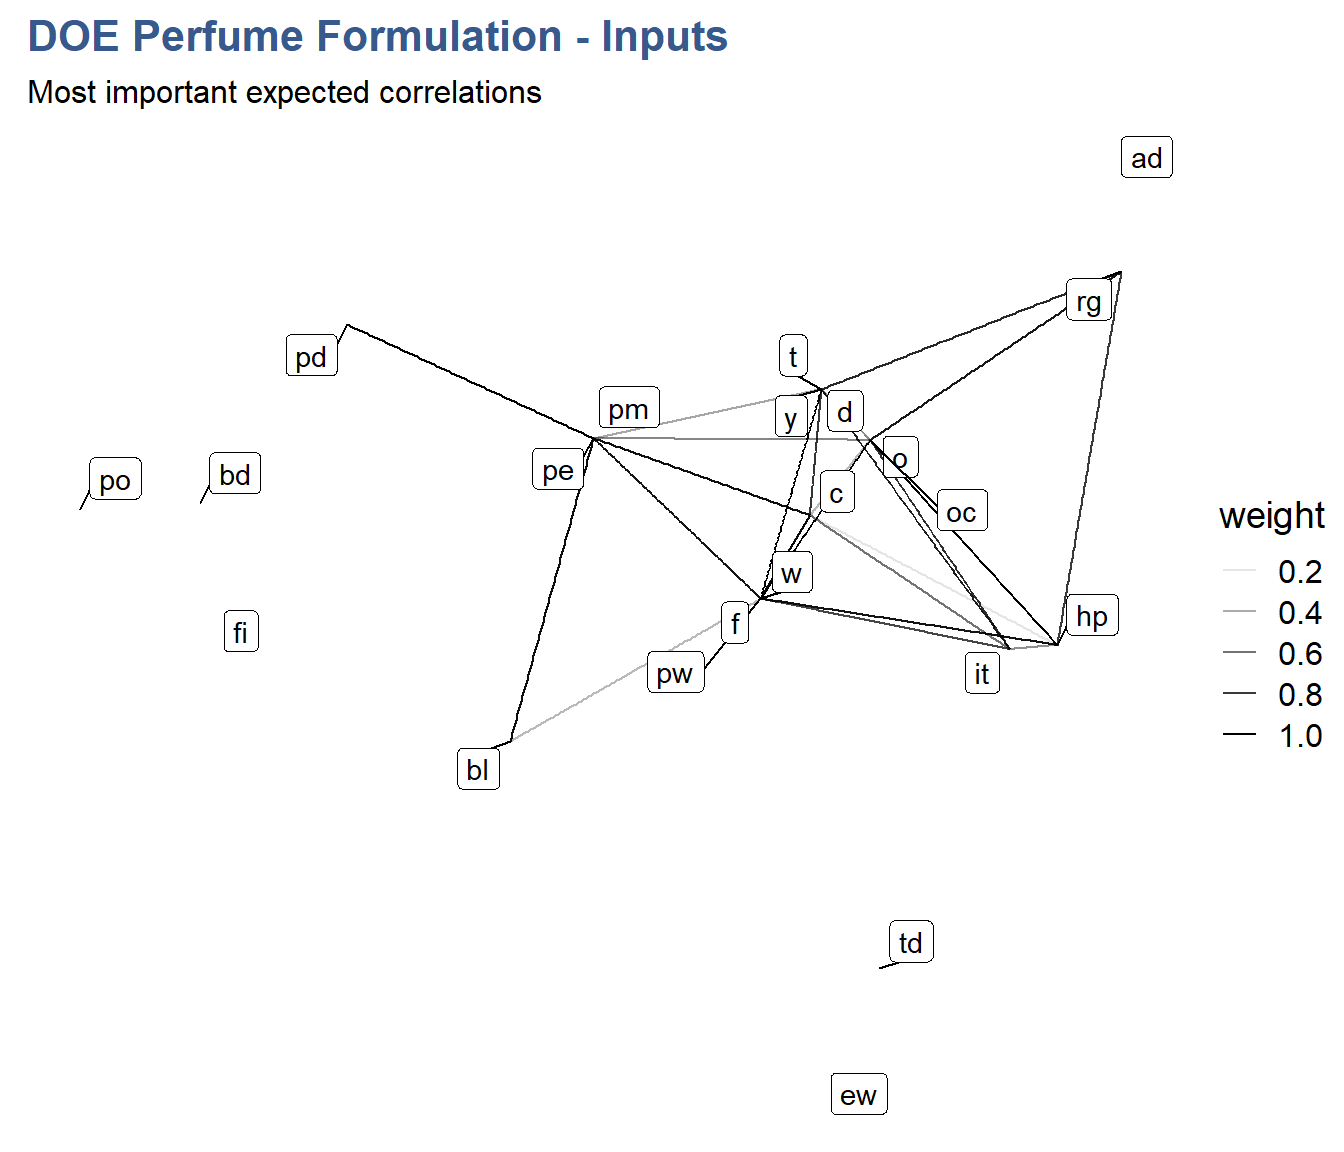 DOE Perfume Formulation - Inputs
Most important expected correlations
ad
rg
t
pd
pm
y
d
pe
o
po
bd
c
oc
weight
w
0.2
0.4
hp
f
fi
0.6
pw
it
0.8
1.0
bl
td
ew